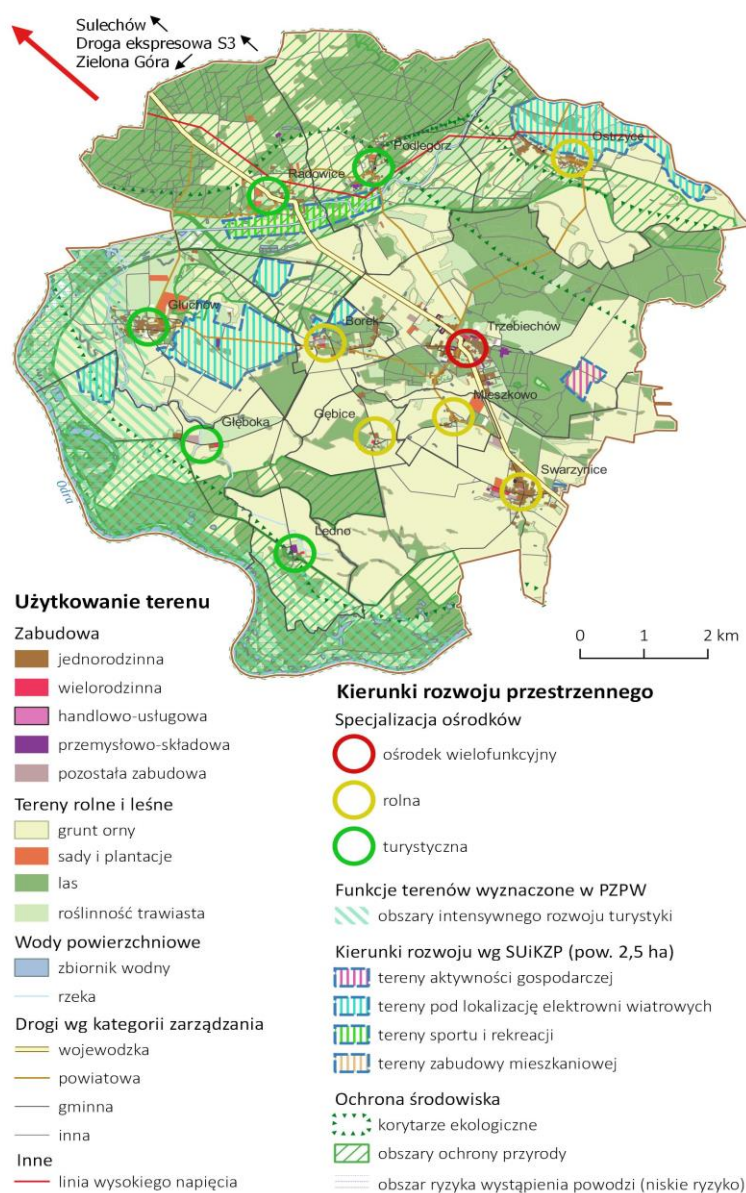 Sulechów
Droga ekspresowa S3
Zielona Góra
Ostrzyce
Podlegórz
Radowice
Głuchów
Borek
Trzebiechów
Mieszkowo
Głęboka
Gębice
Swarzynice
Odra
Ledno
0 1 2 km
Użytkowanie terenu
Zabudowa
jednorodzinna
wielorodzinna
handlowo-usługowa
przemysłowo-składowa
pozostała zabudowa
Tereny rolne i leśne
grunt orny
sady i plantacje
las
roślinność trawiasta
Wody powierzchniowe
zbiornik wodny
rzeka
Drogi wg kategorii zarządzania
wojewodzka
powiatowa
gminna
inna
Inne
linia wysokiego napięcia
Kierunki rozwoju przestrzennego
Specjalizacja ośrodków
ośrodek wielofunkcyjny
rolna
turystyczna
Funkcje terenów wyznaczone w PZPW
obszary intensywnego rozwoju turystyki
Kierunki rozwoju wg SUiKZP (pow. 2,5 ha)
tereny aktywności gospodarczej
tereny pod lokalizację elektrowni wiatrowych
tereny sportu i rekreacji
tereny zabudowy mieszkaniowej
Ochrona środowiska
korytarze ekologiczne
obszary ochrony przyrody
obszar ryzyka wystąpienia powodzi (niskie ryzyko)